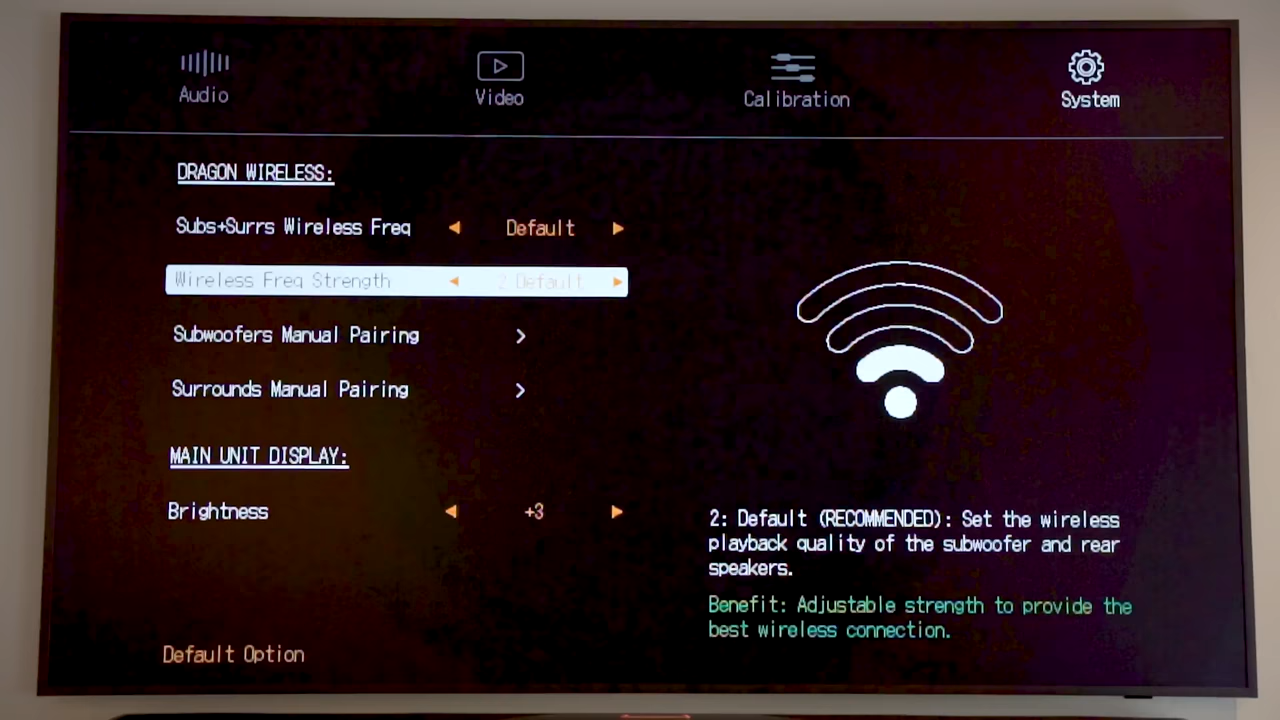 Audio
Video
Calibration
System
DRAGON WIRELESS:
Subs+Surrs Wireless Freq Default
Wireless Freq Strength 2 Default
Subwoofers Manual Pairing
Surrounds Manual Pairing
MAIN UNIT DISPLAY:
Brightness +3
2: Default (RECOMMENDED): Set the wireless
playback quality of the subwoofer and rear
speakers.
Benefit: Adjustable strength to provide the
best wireless connection.
Default Option